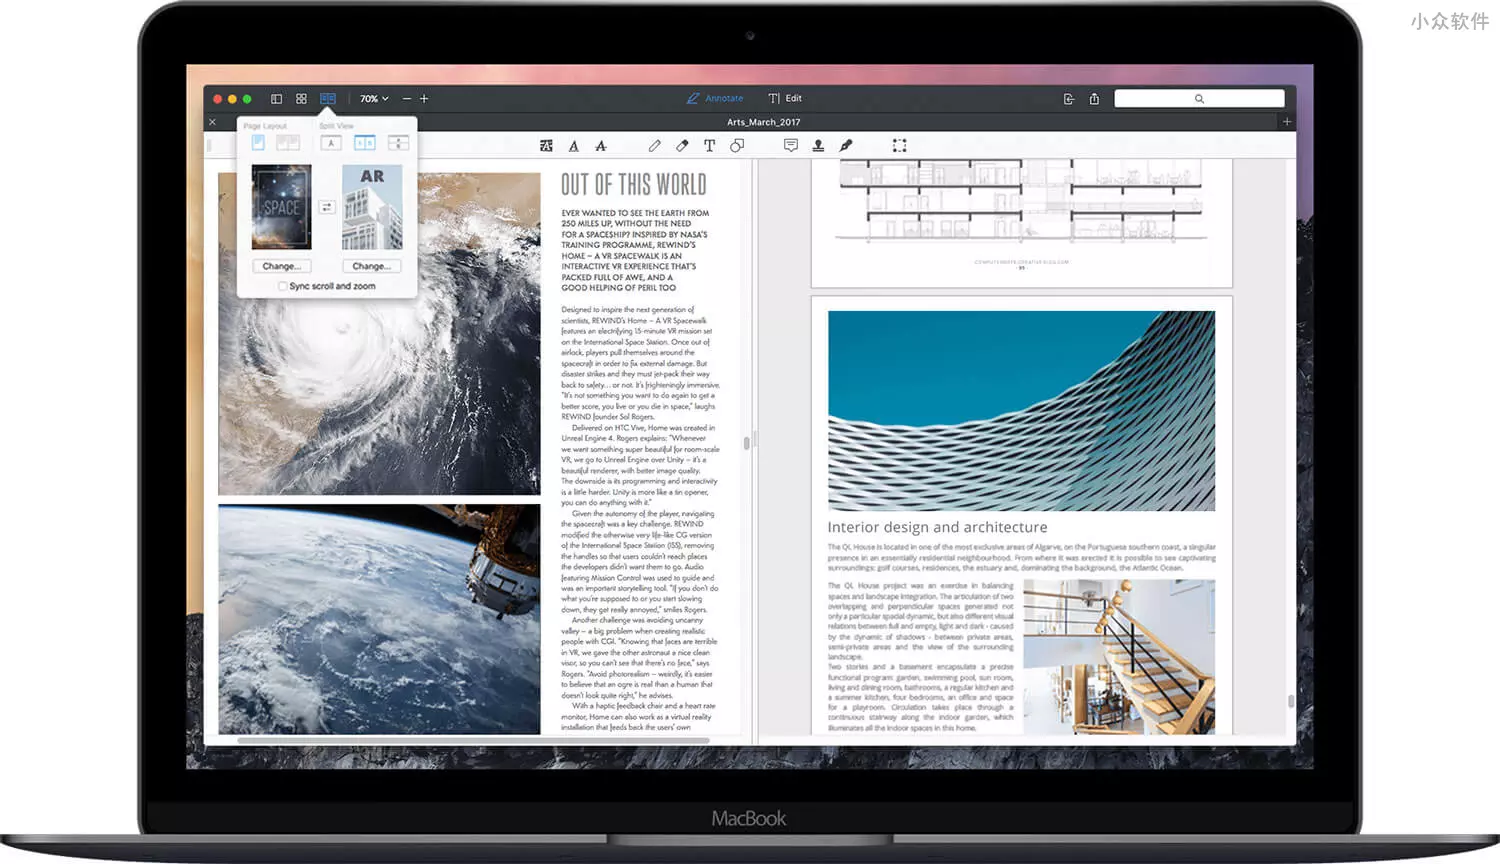 小众软件
70%
Annotate
T| Edit
Arts_March_2017
Page Layout
Split View
A
A
A
T
SPACE
AR
Change...
Change...
Sync scroll and zoom
OUT OF THIS WORLD
EVER WANTED TO SEE THE EARTH FROM
250 MILES UP, WITHOUT THE NEED
FOR A SPACESHIP? INSPIRED BY NASA'S
TRAINING PROGRAMME, REWIND'S
HOME – A VR SPACEWALK IS AN
INTERACTIVE VR EXPERIENCE THAT'S
PACKED FULL OF AWE, AND A
GOOD HELPING OF PERIL TOO
Designed to inspire the next generation of
scientists, REWIND's Home – A VR Spacewalk
features an electrifying 15-minute VR mission set
on the International Space Station. Once out of
airlock, players pull themselves around the
spacecraft in order to fix external damage. But
disaster strikes and they must jet-pack their way
back to safety... or not. It's frighteningly immersive.
"It's not something you want to do again to get a
better score, you live or you die in space," laughs
REWIND founder Sol Rogers.
Delivered on HTC Vive, Home was created in
Unreal Engine 4. Rogers explains: "Whenever
we want something super beautiful for room-scale
VR, we go to Unreal Engine over Unity – it's a
beautiful renderer, with better image quality.
The downside is its programming and interactivity
is a little harder. Unity is more like a tin opener,
you can do anything with it."
Given the autonomy of the player, navigating
the spacecraft was a key challenge. REWIND
modified the otherwise very life-like CG version
of the International Space Station (ISS), removing
the handles so that users couldn't reach places
the developers didn't want them to go. Audio
featuring Mission Control was used to guide and
was an important storytelling tool. "If you don't do
what you're supposed to or you start slowing
down, they get really annoyed," smiles Rogers.
Another challenge was avoiding uncanny
valley – a big problem when creating realistic
people with CGI. "Knowing that faces are terrible
in VR, we gave the other astronaut a nice clean
visor, so you can't see that there's no face," says
Rogers. "Avoid photorealism – weirdly, it's easier
to believe that an ogre is real than a human that
doesn't look quite right," he advises.
With a haptic feedback chair and a heart rate
monitor, Home can also work as a virtual reality
installation that feeds back the users' own
- 85 -
Interior design and architecture
The QL House is located in one of the most exclusive areas of Algarve, on the Portuguese southern coast, a singular
presence in an essentially residential neighbourhood. From where it was erected it is possible to see captivating
surroundings: golf courses, residences, the estuary and, dominating the background, the Atlantic Ocean.
The QL House project was an exercise in balancing
spaces and landscape integration. The articulation of two
overlapping and perpendicular spaces generated not
only a particular spacial dynamic, but also different visual
relations between full and empty, light and dark - caused
by the dynamic of shadows - between private areas,
semi-private areas and the view of the surrounding
landscape.
Two stories and a basement encapsulate a precise
functional program: garden, swimming pool, sun room,
living and dining room, bathrooms, a regular kitchen and
a summer kitchen, four bedrooms, an office and space
for a playroom. Circulation takes place through a
continuous stairway along the indoor garden, which
illuminates all the indoor spaces in this home.
MacBook